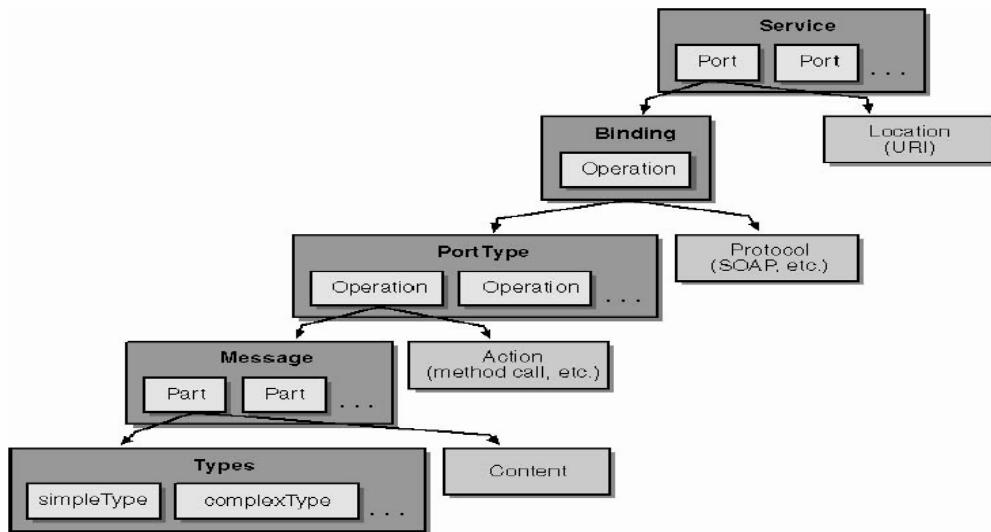 Service
Port Port . . .
Binding
Operation
Location
(URI)
PortType
Operation Operation . . .
Protocol
(SOAP, etc.)
Message
Part Part . . .
Action
(method call, etc.)
Types
simpleType complexType . . .
Content